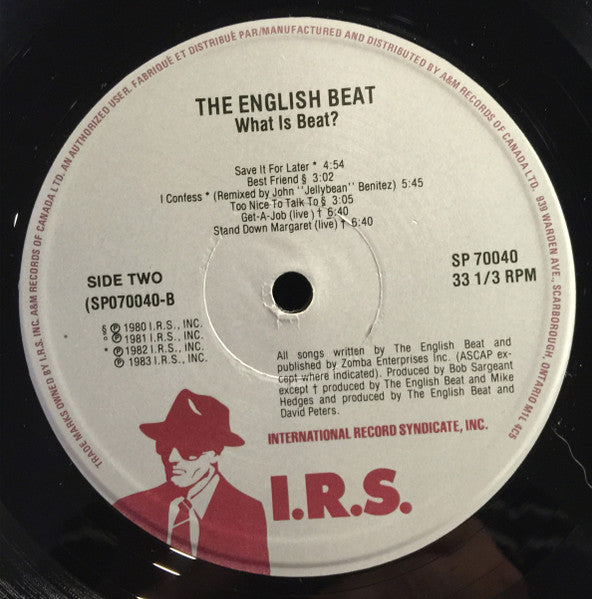 TRADE MARKS OWNED BY I.R.S. INC. A&M RECORDS OF CANADA LTD. AN AUTHORIZED USER. FABRIQUÉ ET DISTRIBUÉ PAR/MANUFACTURED AND DISTRIBUTED BY A&M RECORDS OF CANADA LTD. 939 WARDEN AVE., SCARBOROUGH, ONTARIO M1L 4C5
THE ENGLISH BEAT
What Is Beat?
Save It For Later * 4:54
Best Friend § 3:02
I Confess * (Remixed by John "Jellybean" Benitez) 5:45
Too Nice To Talk To § 3:05
Get-A-Job (live) † 6:40
Stand Down Margaret (live) † 6:40
SIDE TWO
(SP070040-B
SP 70040
33 1/3 RPM
§ ℗ 1980 I.R.S., INC.
° ℗ 1981 I.R.S., INC.
* ℗ 1982 I.R.S., INC.
† ℗ 1983 I.R.S., INC.
All songs written by The English Beat and
published by Zomba Enterprises Inc. (ASCAP ex-
cept where indicated). Produced by Bob Sargeant
except † produced by The English Beat and Mike
Hedges and produced by The English Beat and
David Peters.
INTERNATIONAL RECORD SYNDICATE, INC.
I.R.S.